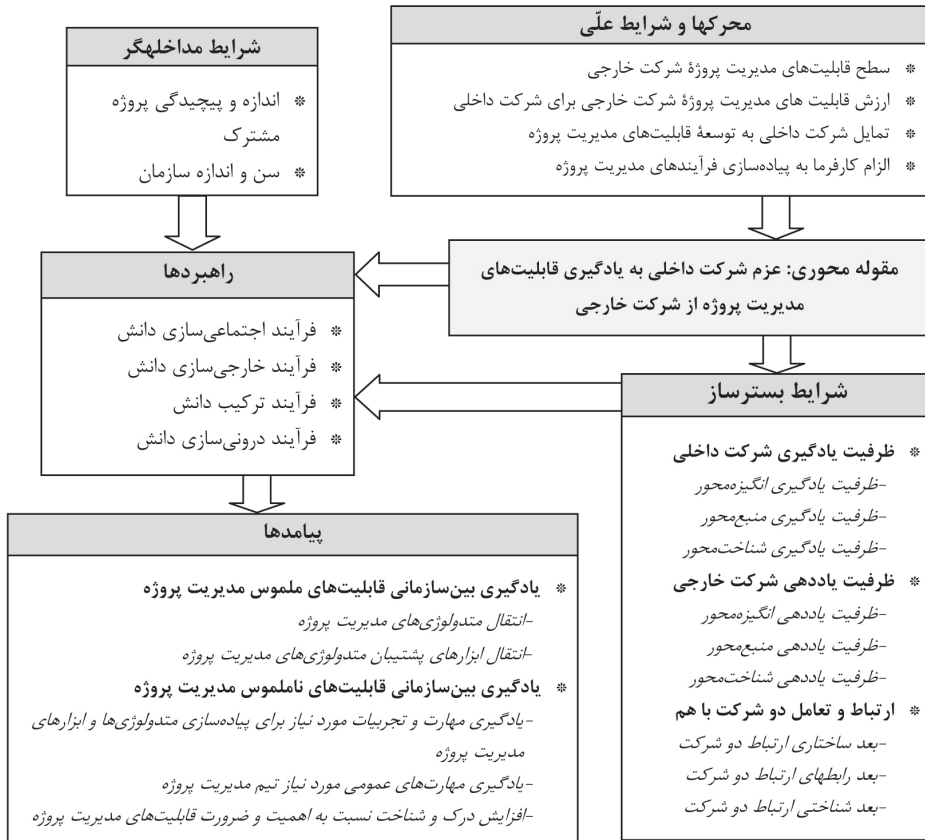 محرکها و شرایط علّی
* سطح قابلیت‌های مدیریت پروژهٔ شرکت خارجی
* ارزش قابلیت های مدیریت پروژهٔ شرکت خارجی برای شرکت داخلی
* تمایل شرکت داخلی به توسعهٔ قابلیت‌های مدیریت پروژه
* الزام کارفرما به پیاده‌سازی فرآیندهای مدیریت پروژه
شرایط مداخلهگر
* اندازه و پیچیدگی پروژه
مشترک
* سن و اندازه سازمان
مقوله محوری: عزم شرکت داخلی به یادگیری قابلیت‌های
مدیریت پروژه از شرکت خارجی
راهبردها
* فرآیند اجتماعی‌سازی دانش
* فرآیند خارجی‌سازی دانش
* فرآیند ترکیب دانش
* فرآیند درونی‌سازی دانش
شرایط بسترساز
* ظرفیت یادگیری شرکت داخلی
-ظرفیت یادگیری انگیزه‌محور
-ظرفیت یادگیری منبع‌محور
-ظرفیت یادگیری شناخت‌محور
* ظرفیت یاددهی شرکت خارجی
-ظرفیت یاددهی انگیزه‌محور
-ظرفیت یاددهی منبع‌محور
-ظرفیت یاددهی شناخت‌محور
* ارتباط و تعامل دو شرکت با هم
-بعد ساختاری ارتباط دو شرکت
-بعد رابطهای ارتباط دو شرکت
-بعد شناختی ارتباط دو شرکت
پیامدها
* یادگیری بین‌سازمانی قابلیت‌های ملموس مدیریت پروژه
-انتقال متدولوژی‌های مدیریت پروژه
-انتقال ابزارهای پشتیبان متدولوژی‌های مدیریت پروژه
* یادگیری بین‌سازمانی قابلیت‌های ناملموس مدیریت پروژه
-یادگیری مهارت و تجربیات مورد نیاز برای پیاده‌سازی متدولوژی‌ها و ابزارهای
مدیریت پروژه
-یادگیری مهارت‌های عمومی مورد نیاز تیم مدیریت پروژه
-افزایش درک و شناخت نسبت به اهمیت و ضرورت قابلیت‌های مدیریت پروژه